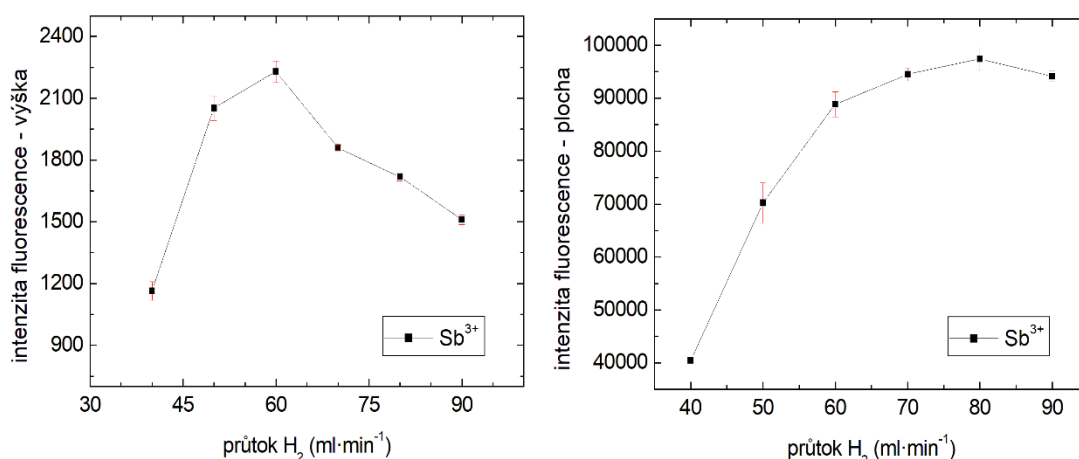 intenzita fluorescence - výška
2400
2100
1800
1500
1200
900
30 45 60 75 90
průtok H₂ (ml·min⁻¹)
Sb³⁺
intenzita fluorescence - plocha
100000
90000
80000
70000
60000
50000
40000
40 50 60 70 80 90
průtok H₂ (ml·min⁻¹)
Sb³⁺